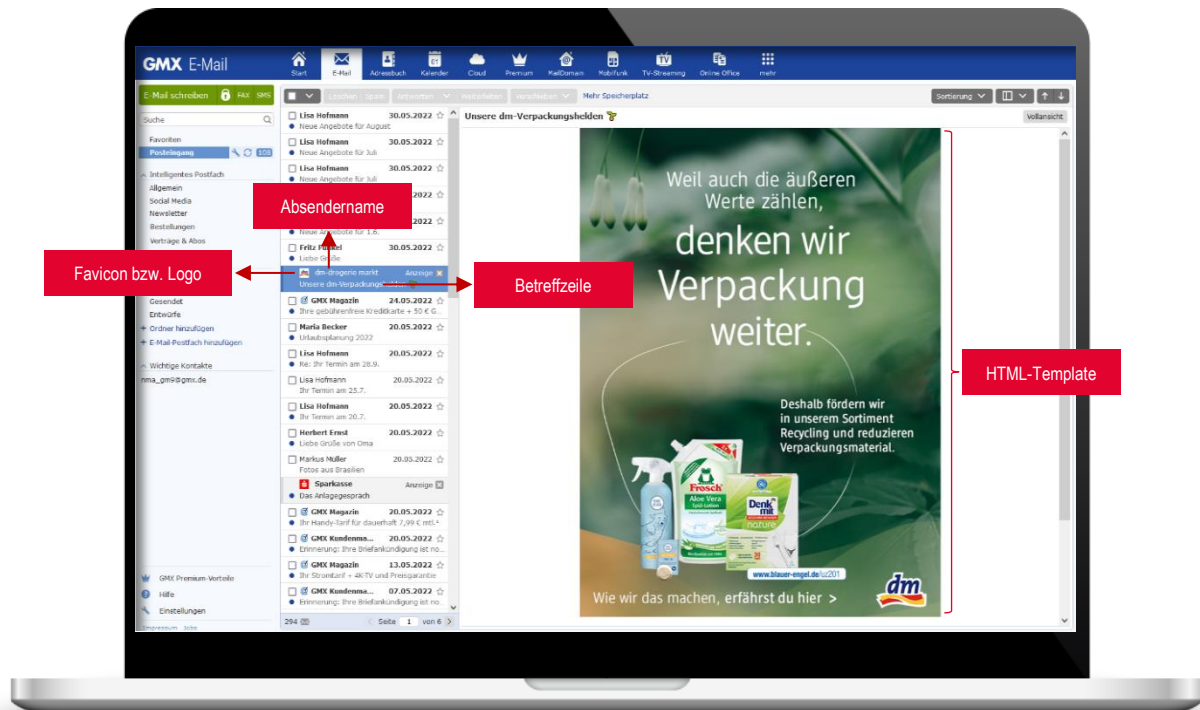 GMX E-Mail
Start
E-Mail
Adressbuch
Kalender
Cloud
Premium
MailDomain
Mobilfunk
TV
TV-Streaming
Online Office
mehr
E-Mail schreiben FAX SMS
Löschen
Spam
Antworten
Weiterleiten
Verschieben
Mehr Speicherplatz
Sortierung
Suche
Favoriten
Posteingang 108
Intelligentes Postfach
Allgemein
Social Media
Newsletter
Bestellungen
Verträge & Abos
Gesendet
Entwürfe
+ Ordner hinzufügen
+ E-Mail-Postfach hinzufügen
Wichtige Kontakte
nma_gm9@gmx.de
GMX Premium-Vorteile
Hilfe
Einstellungen
Impressum Jobs
Lisa Hofmann 30.05.2022
Neue Angebote für August
Lisa Hofmann 30.05.2022
Neue Angebote für Juli
Lisa Hofmann 30.05.2022
Neue Angebote für Juli
Neue Angebote für 1.6.
30.05.2022
Liebe Grüße
dm-drogerie markt Anzeige
Unsere dm-Verpackungshelden
GMX Magazin 24.05.2022
Ihre gebührenfreie Kreditkarte + 50 € G...
Maria Becker 20.05.2022
Urlaubsplanung 2022
Lisa Hofmann 20.05.2022
Re: Ihr Termin am 28.9.
Lisa Hofmann 20.05.2022
Ihr Termin am 25.7.
Lisa Hofmann 20.05.2022
Ihr Termin am 20.7.
Herbert Ernst 20.05.2022
Liebe Grüße von Oma
Markus Müller 20.05.2022
Fotos aus Brasilien
Sparkasse Anzeige
Das Anlagegespräch
GMX Magazin 20.05.2022
Ihr Handy-Tarif für dauerhaft 7,99 € mtl.*
GMX Kundenma... 20.05.2022
Erinnerung: Ihre Briefankündigung ist no...
GMX Magazin 13.05.2022
Ihr Stromtarif + 4K-TV und Preisgarantie
GMX Kundenma... 07.05.2022
Erinnerung: Ihre Briefankündigung ist no...
294
Seite 1 von 6
Absendername
Favicon bzw. Logo
Betreffzeile
HTML-Template
Unsere dm-Verpackungshelden
Vollansicht
Weil auch die äußeren
Werte zählen,
denken wir
Verpackung
weiter.
Deshalb fördern wir
in unserem Sortiment
Recycling und reduzieren
Verpackungsmaterial.
Frosch
Aloe Vera
Spül-Lotion
Denk
mit
nature
www.blauer-engel.de/uz201
Wie wir das machen, erfährst du hier >
dm